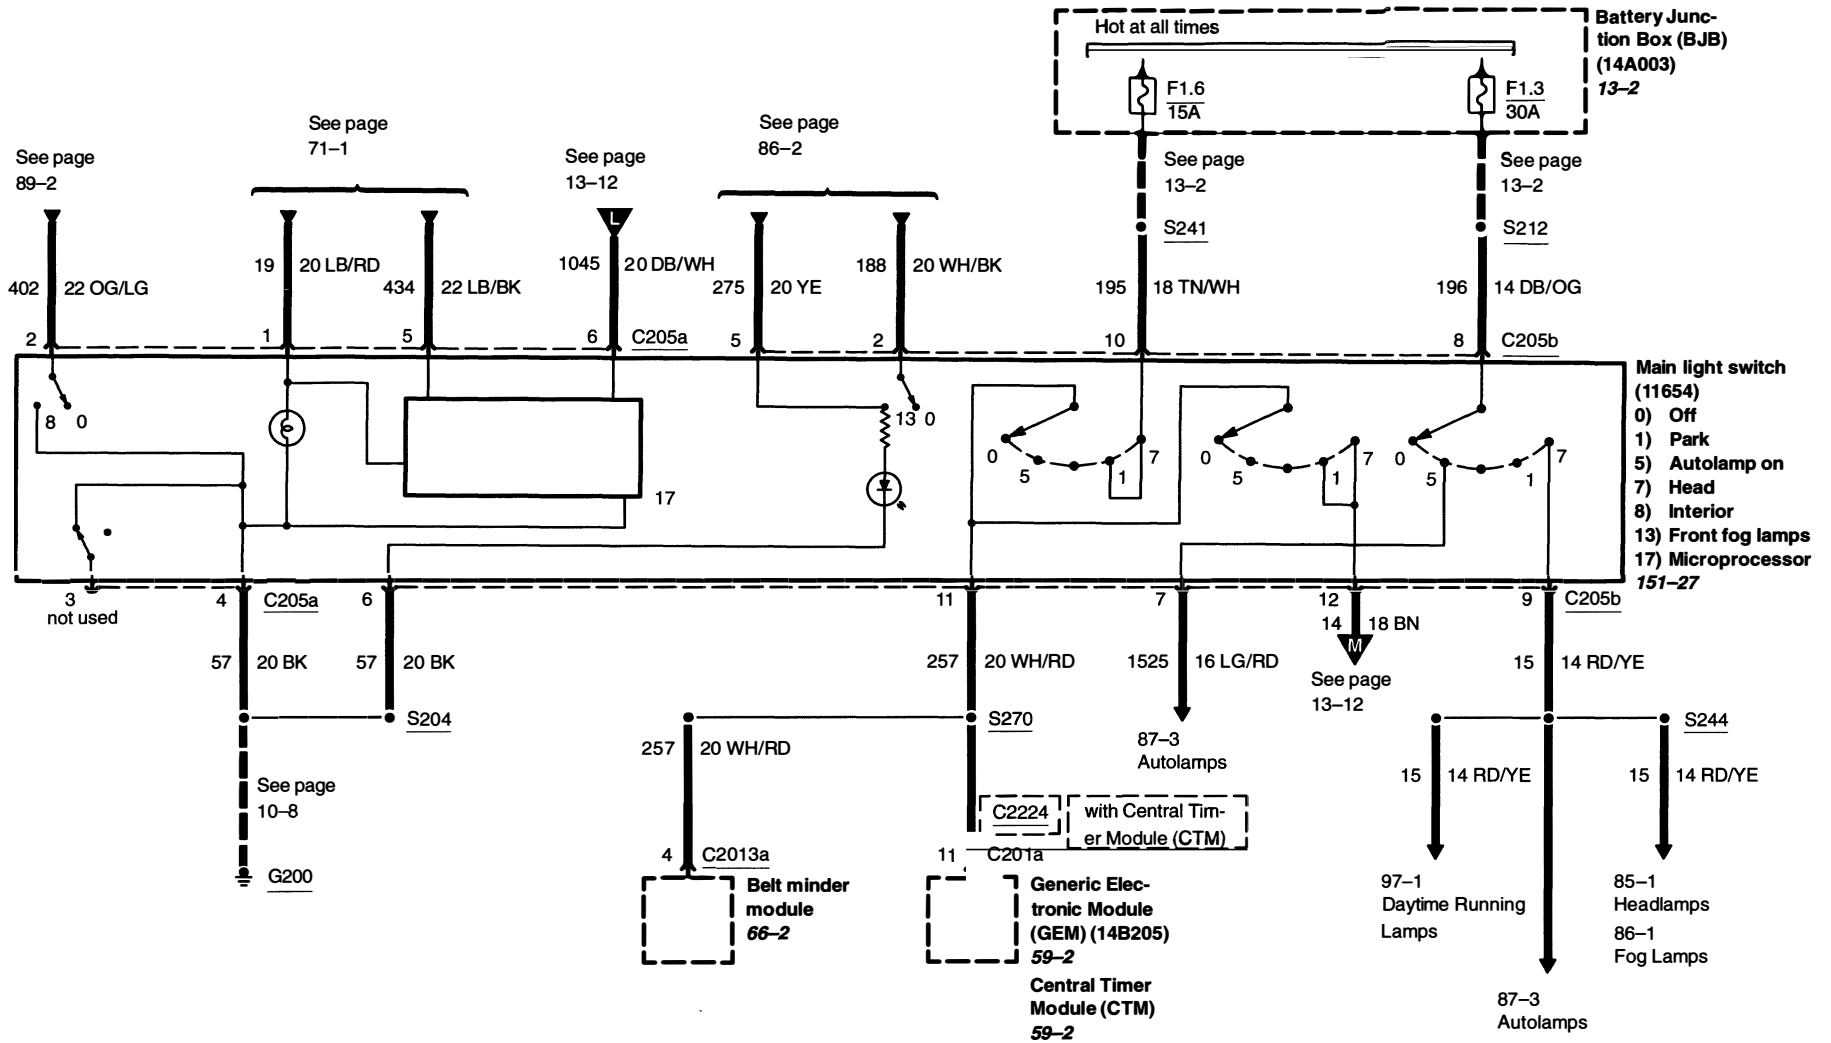 Hot at all times
Battery Junc-
tion Box (BJB)
(14A003)
13–2
F1.6
15A
F1.3
30A
See page
89–2
See page
71–1
See page
13–12
See page
86–2
See page
13–2
See page
13–2
L
S241
S212
402
22 OG/LG
19
20 LB/RD
434
22 LB/BK
1045
20 DB/WH
275
20 YE
188
20 WH/BK
195
18 TN/WH
196
14 DB/OG
2
1
5
6
C205a
5
2
10
8
C205b
Main light switch
(11654)
0) Off
1) Park
5) Autolamp on
7) Head
8) Interior
13) Front fog lamps
17) Microprocessor
151–27
8 0
17
13 0
0
5
1
7
0
5
1
7
0
5
1
7
3
not used
4
C205a
6
11
7
12
9
C205b
57
20 BK
57
20 BK
257
20 WH/RD
1525
16 LG/RD
14
18 BN
M
See page
13–12
15
14 RD/YE
S204
S270
S244
See page
10–8
G200
257
20 WH/RD
87–3
Autolamps
15
14 RD/YE
15
14 RD/YE
C2224
with Central Tim-
er Module (CTM)
4
C2013a
11
C201a
Belt minder
module
66–2
Generic Elec-
tronic Module
(GEM) (14B205)
59–2
Central Timer
Module (CTM)
59–2
97–1
Daytime Running
Lamps
85–1
Headlamps
86–1
Fog Lamps
87–3
Autolamps